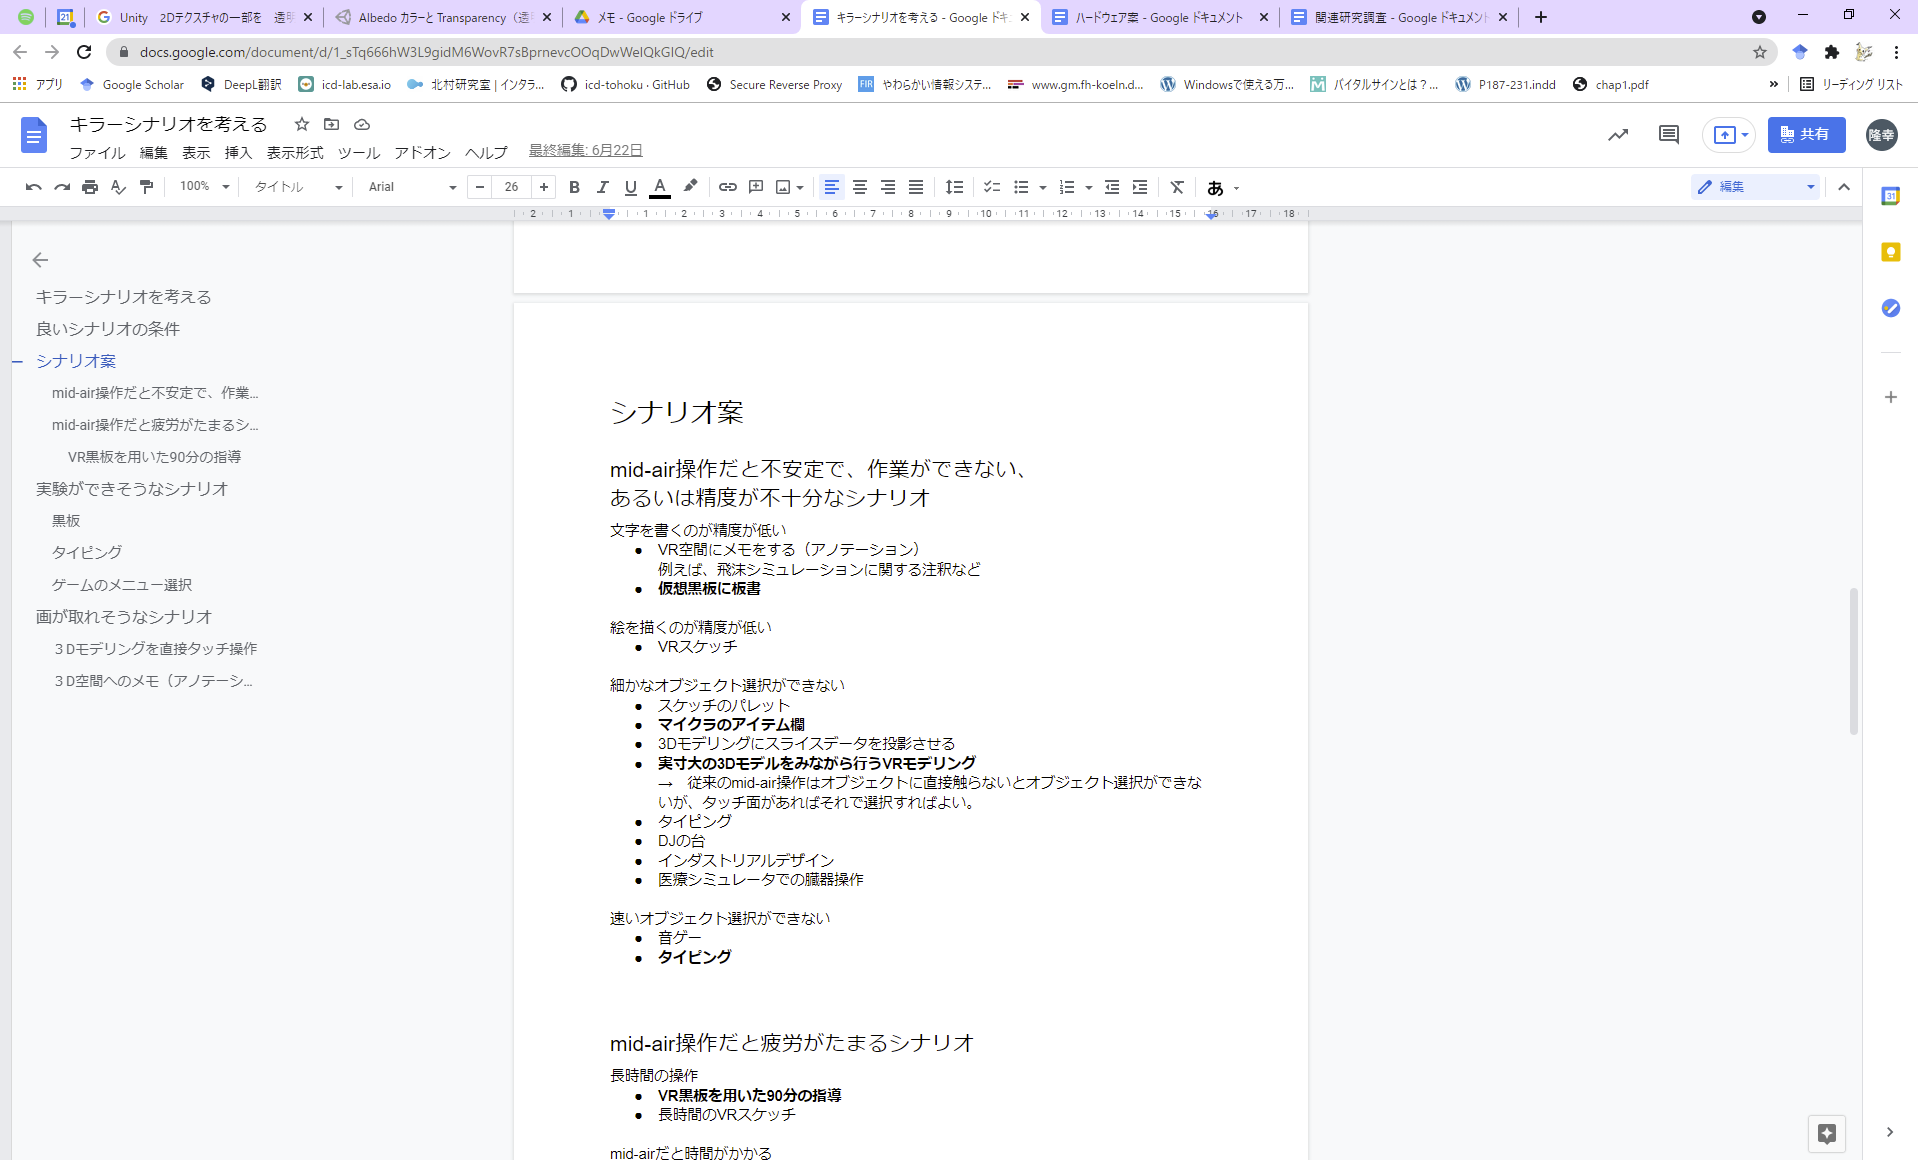 Unity　2Dテクスチャの一部を　透明
Albedo カラーと Transparency（透
メモ - Google ドライブ
キラーシナリオを考える - Google ドキ
ハードウェア案 - Google ドキュメント
関連研究調査 - Google ドキュメント
docs.google.com/document/d/1_sTq666hW3L9gidM6WovR7sBprnevcOOqDwWelQkGlQ/edit
アプリ
Google Scholar
DeepL翻訳
icd-lab.esa.io
北村研究室 | インタラ...
icd-tohoku · GitHub
Secure Reverse Proxy
やわらかい情報システ...
www.gm.fh-koeln.d...
Windowsで使える万...
バイタルサインとは？...
P187-231.indd
chap1.pdf
»
リーディング リスト
キラーシナリオを考える
ファイル 編集 表示 挿入 表示形式 ツール アドオン ヘルプ 最終編集: 6月22日
共有
隆幸
100% タイトル Arial 26 B I U A あ 編集
2 1 1 2 3 4 5 6 7 8 9 10 11 12 13 14 15 16 17 18
キラーシナリオを考える
良いシナリオの条件
シナリオ案
mid-air操作だと不安定で、作業...
mid-air操作だと疲労がたまるシ...
VR黒板を用いた90分の指導
実験ができそうなシナリオ
黒板
タイピング
ゲームのメニュー選択
画が取れそうなシナリオ
３Dモデリングを直接タッチ操作
３D空間へのメモ（アノテーシ...
シナリオ案
mid-air操作だと不安定で、作業ができない、
あるいは精度が不十分なシナリオ
文字を書くのが精度が低い
● VR空間にメモをする（アノテーション）
例えば、飛沫シミュレーションに関する注釈など
● 仮想黒板に板書
絵を描くのが精度が低い
● VRスケッチ
細かなオブジェクト選択ができない
● スケッチのパレット
● マイクラのアイテム欄
● 3Dモデリングにスライスデータを投影させる
● 実寸大の3Dモデルをみながら行うVRモデリング
→　従来のmid-air操作はオブジェクトに直接触らないとオブジェクト選択ができな
いが、タッチ面があればそれで選択すればよい。
● タイピング
● DJの台
● インダストリアルデザイン
● 医療シミュレータでの臓器操作
速いオブジェクト選択ができない
● 音ゲー
● タイピング
mid-air操作だと疲労がたまるシナリオ
長時間の操作
● VR黒板を用いた90分の指導
● 長時間のVRスケッチ
mid-airだと時間がかかる